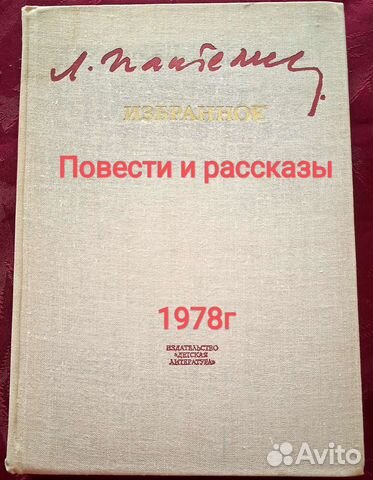 Л. Пантелеев.
ИЗБРАННОЕ
Повести и рассказы
1978г
ИЗДАТЕЛЬСТВО
«ДЕТСКАЯ
ЛИТЕРАТУРА»
Avito